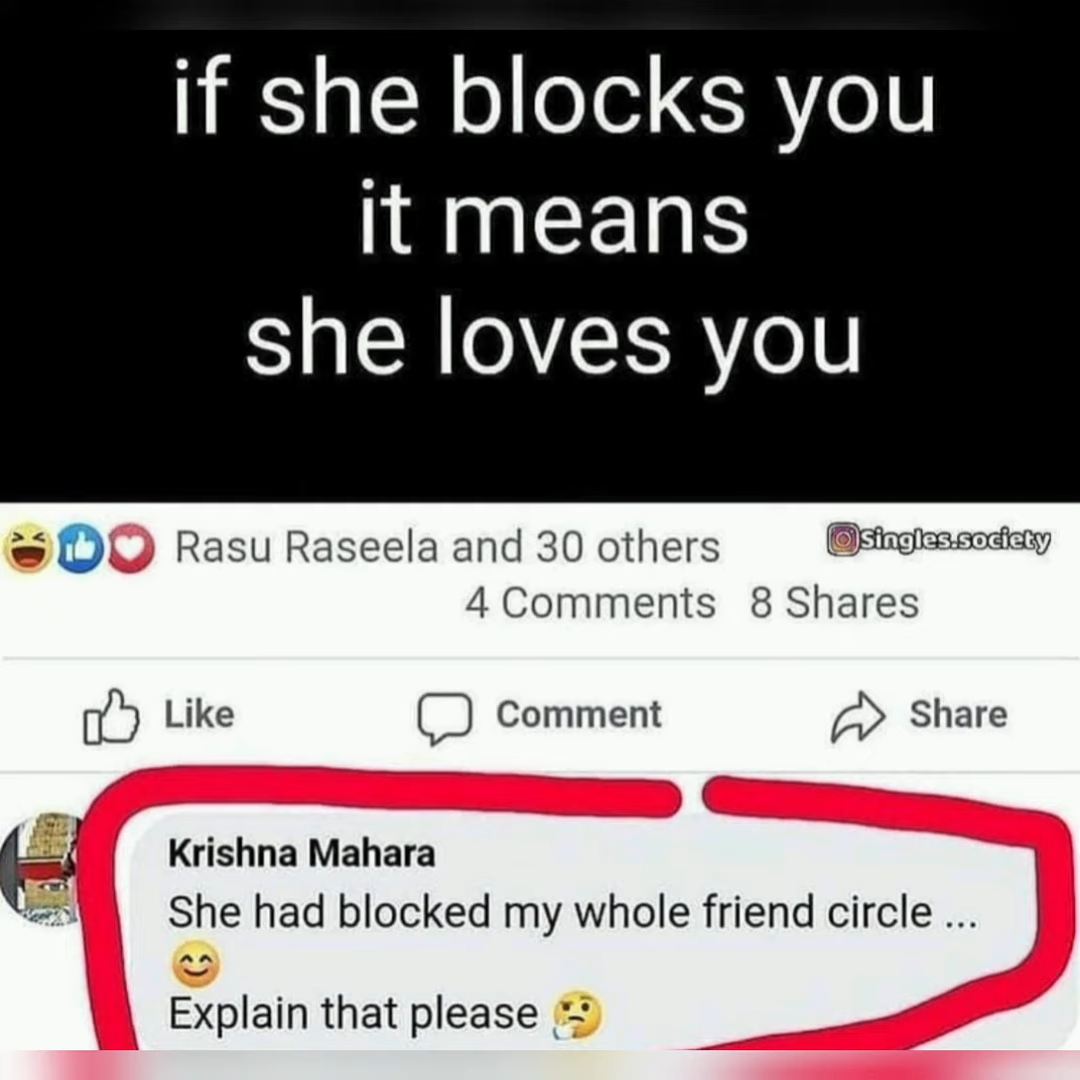 if she blocks you
it means
she loves you
Rasu Raseela and 30 others
Singles.society
4 Comments 8 Shares
Like Comment Share
Krishna Mahara
She had blocked my whole friend circle ...
😊
Explain that please 🤔